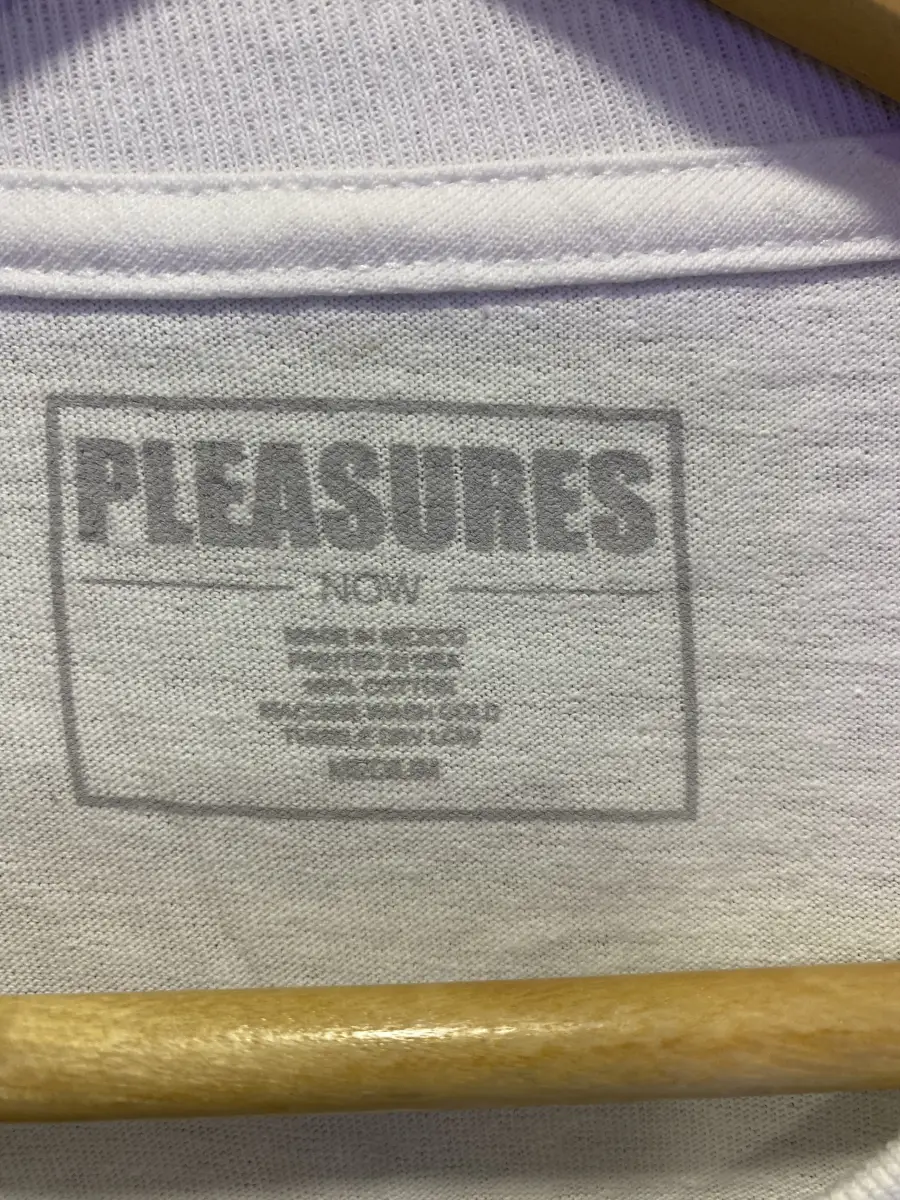 PLEASURES
NOW
MADE IN MEXICO
PRINTED IN USA
100% COTTON
MACHINE WASH COLD
TUMBLE DRY LOW
MEDIUM